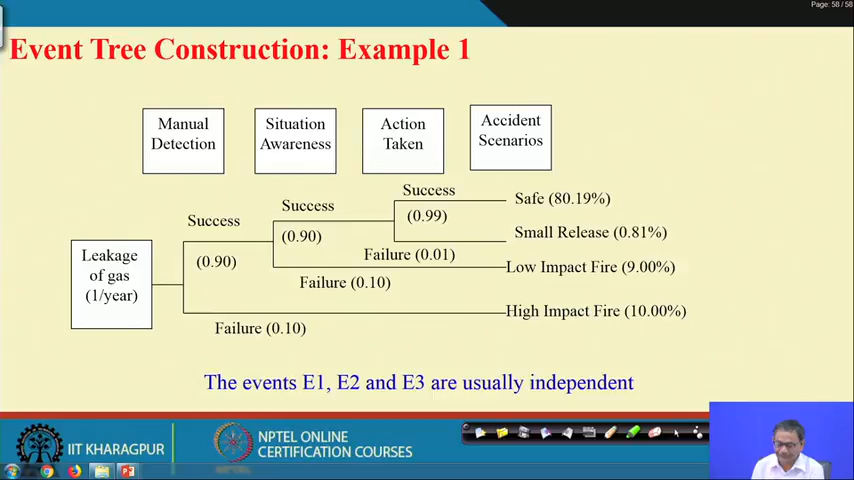 Page: 58 / 58
Event Tree Construction: Example 1
Manual
Detection
Situation
Awareness
Action
Taken
Accident
Scenarios
Success
Safe (80.19%)
Success
(0.99)
Success
(0.90)
Small Release (0.81%)
Leakage
of gas
(1/year)
(0.90)
Failure (0.01)
Low Impact Fire (9.00%)
Failure (0.10)
High Impact Fire (10.00%)
Failure (0.10)
The events E1, E2 and E3 are usually independent
IIT KHARAGPUR
NPTEL ONLINE
CERTIFICATION COURSES